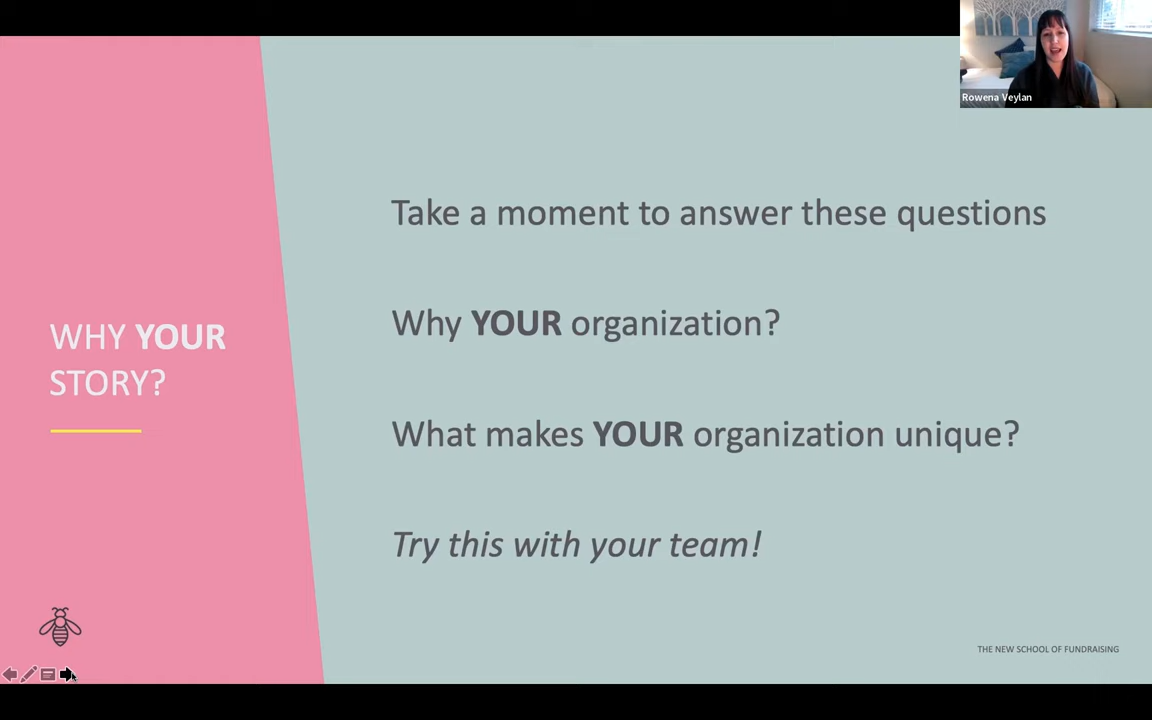 Rowena Veylan
Take a moment to answer these questions
WHY YOUR
STORY?
Why YOUR organization?
What makes YOUR organization unique?
Try this with your team!
THE NEW SCHOOL OF FUNDRAISING